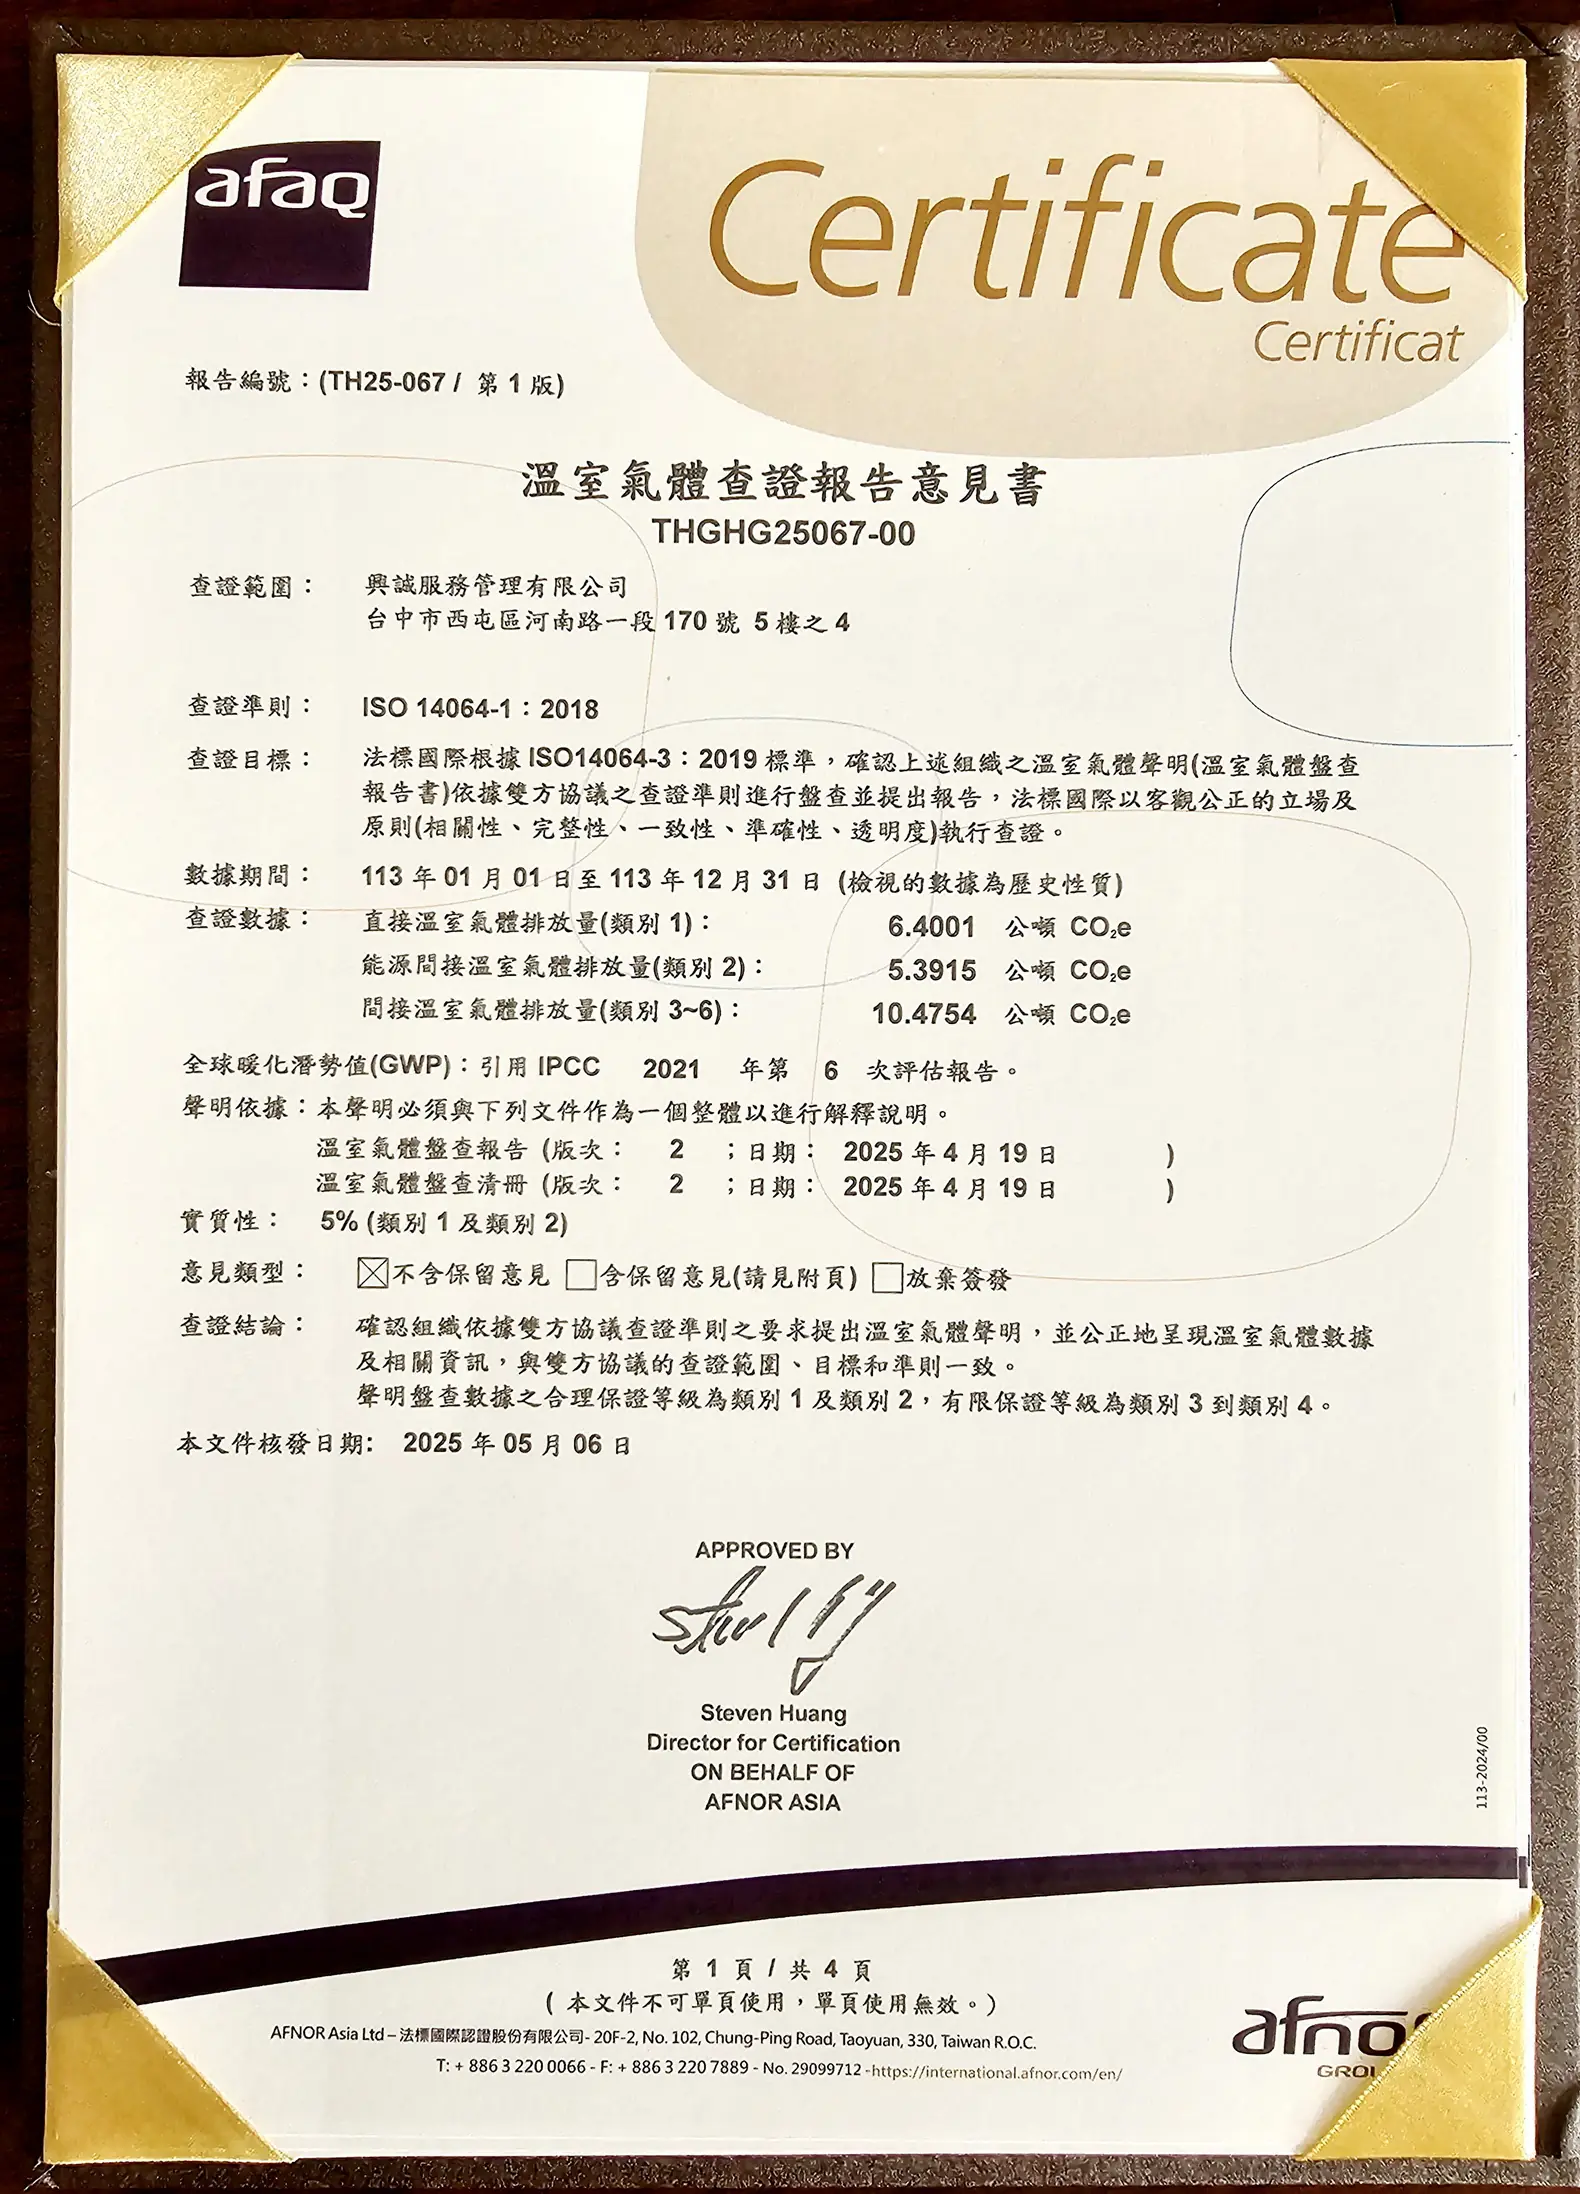 afaq
Certificate
Certificat
報告編號：(TH25-067 / 第 1 版)
溫室氣體查證報告意見書
THGHG25067-00
查證範圍： 興誠服務管理有限公司
台中市西屯區河南路一段 170 號 5 樓之 4
查證準則： ISO 14064-1：2018
查證目標： 法標國際根據 ISO14064-3：2019 標準，確認上述組織之溫室氣體聲明(溫室氣體盤查
報告書)依據雙方協議之查證準則進行盤查並提出報告，法標國際以客觀公正的立場及
原則(相關性、完整性、一致性、準確性、透明度)執行查證。
數據期間： 113 年 01 月 01 日至 113 年 12 月 31 日 (檢視的數據為歷史性質)
查證數據： 直接溫室氣體排放量(類別 1)： 6.4001 公噸 CO₂e
能源間接溫室氣體排放量(類別 2)： 5.3915 公噸 CO₂e
間接溫室氣體排放量(類別 3~6)： 10.4754 公噸 CO₂e
全球暖化潛勢值(GWP)：引用 IPCC 2021 年第 6 次評估報告。
聲明依據：本聲明必須與下列文件作為一個整體以進行解釋說明。
溫室氣體盤查報告 (版次： 2 ；日期： 2025 年 4 月 19 日 )
溫室氣體盤查清冊 (版次： 2 ；日期： 2025 年 4 月 19 日 )
實質性： 5% (類別 1 及類別 2)
意見類型： ☒不含保留意見 ☐含保留意見(請見附頁) ☐放棄簽發
查證結論： 確認組織依據雙方協議查證準則之要求提出溫室氣體聲明，並公正地呈現溫室氣體數據
及相關資訊，與雙方協議的查證範圍、目標和準則一致。
聲明盤查數據之合理保證等級為類別 1 及類別 2，有限保證等級為類別 3 到類別 4。
本文件核發日期: 2025 年 05 月 06 日
APPROVED BY
Steven Huang
Director for Certification
ON BEHALF OF
AFNOR ASIA
113-2024/00
第 1 頁 / 共 4 頁
( 本文件不可單頁使用，單頁使用無效。)
AFNOR Asia Ltd – 法標國際認證股份有限公司- 20F-2, No. 102, Chung-Ping Road, Taoyuan, 330, Taiwan R.O.C.
T: + 886 3 220 0066 - F: + 886 3 220 7889 - No. 29099712 -https://international.afnor.com/en/
afno
GRO